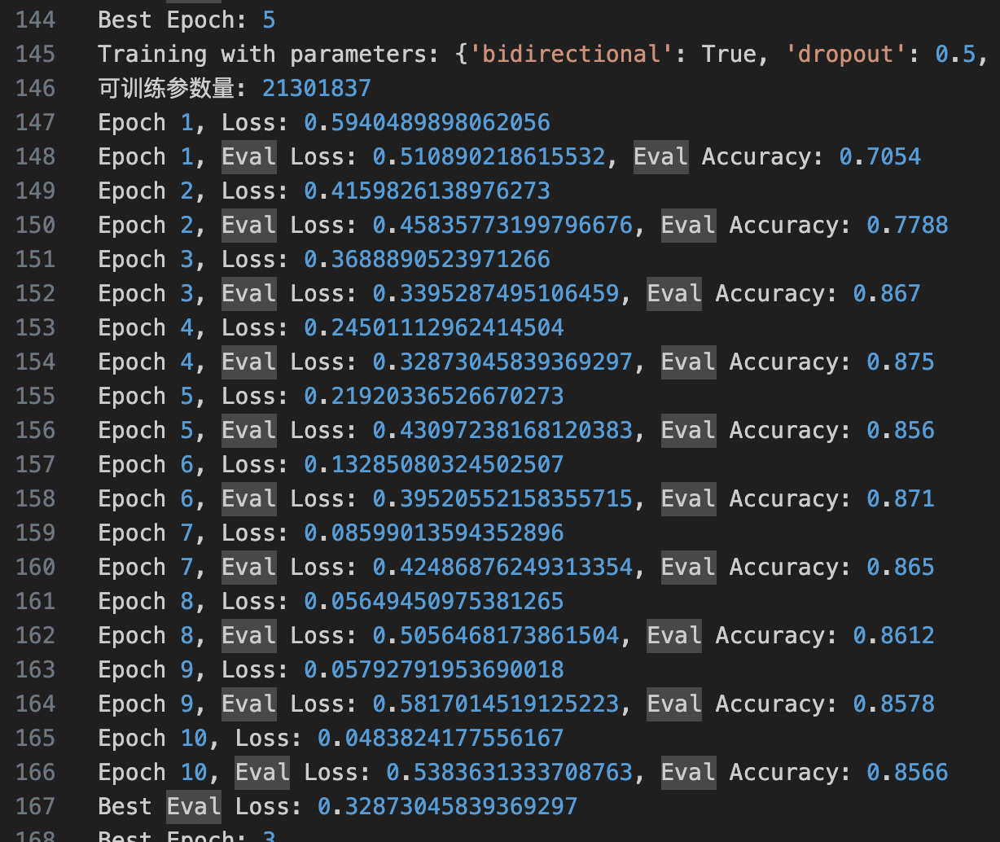 144 Best Epoch: 5
145 Training with parameters: {'bidirectional': True, 'dropout': 0.5,
146 可训练参数量: 21301837
147 Epoch 1, Loss: 0.5940489898062056
148 Epoch 1, Eval Loss: 0.510890218615532, Eval Accuracy: 0.7054
149 Epoch 2, Loss: 0.4159826138976273
150 Epoch 2, Eval Loss: 0.45835773199796676, Eval Accuracy: 0.7788
151 Epoch 3, Loss: 0.3688890523971266
152 Epoch 3, Eval Loss: 0.3395287495106459, Eval Accuracy: 0.867
153 Epoch 4, Loss: 0.24501112962414504
154 Epoch 4, Eval Loss: 0.32873045839369297, Eval Accuracy: 0.875
155 Epoch 5, Loss: 0.21920336526670273
156 Epoch 5, Eval Loss: 0.43097238168120383, Eval Accuracy: 0.856
157 Epoch 6, Loss: 0.13285080324502507
158 Epoch 6, Eval Loss: 0.39520552158355715, Eval Accuracy: 0.871
159 Epoch 7, Loss: 0.08599013594352896
160 Epoch 7, Eval Loss: 0.42486876249313354, Eval Accuracy: 0.865
161 Epoch 8, Loss: 0.05649450975381265
162 Epoch 8, Eval Loss: 0.5056468173861504, Eval Accuracy: 0.8612
163 Epoch 9, Loss: 0.05792791953690018
164 Epoch 9, Eval Loss: 0.5817014519125223, Eval Accuracy: 0.8578
165 Epoch 10, Loss: 0.0483824177556167
166 Epoch 10, Eval Loss: 0.5383631333708763, Eval Accuracy: 0.8566
167 Best Eval Loss: 0.32873045839369297
168 Best Epoch: 3